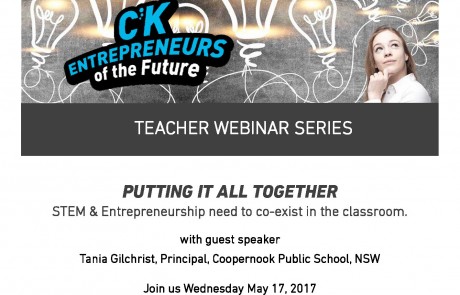 C²K
ENTREPRENEURS
of the Future
TEACHER WEBINAR SERIES
PUTTING IT ALL TOGETHER
STEM & Entrepreneurship need to co-exist in the classroom.
with guest speaker
Tania Gilchrist, Principal, Coopernook Public School, NSW
Join us Wednesday May 17, 2017